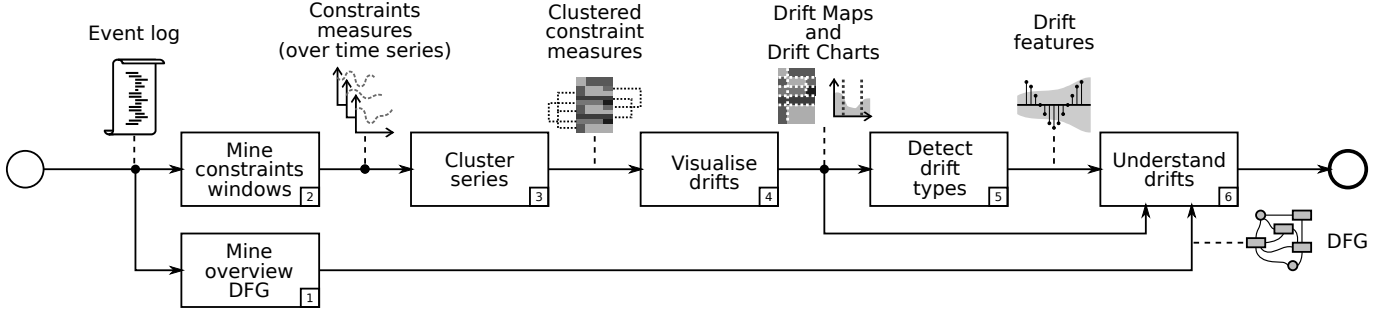 Event log
Constraints
measures
(over time series)
Clustered
constraint
measures
Drift Maps
and
Drift Charts
Drift
features
Mine
constraints
windows
2
Cluster
series
3
Visualise
drifts
4
Detect
drift
types
5
Understand
drifts
6
Mine
overview
DFG
1
DFG